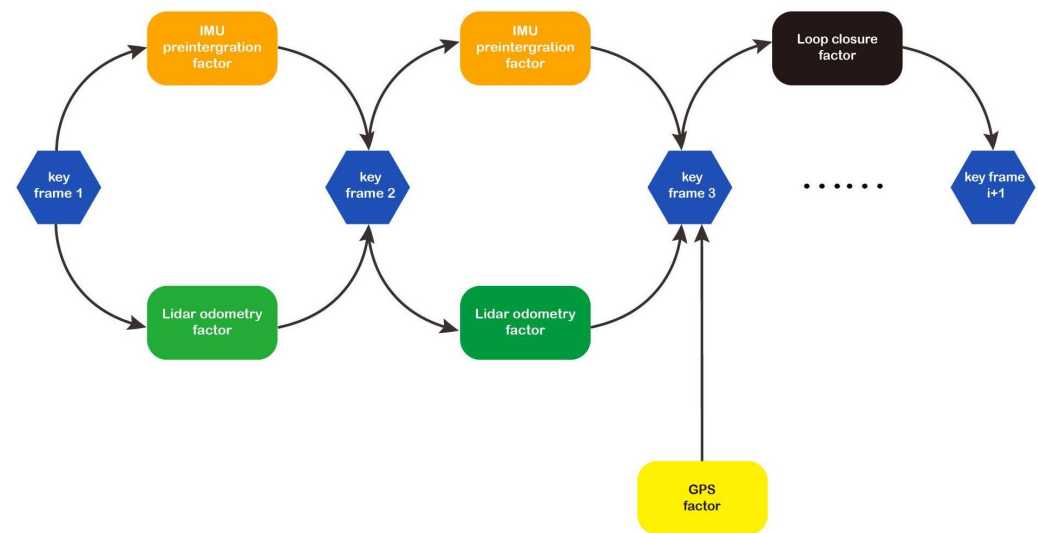 IMU
preintergration
factor
IMU
preintergration
factor
Loop closure
factor
key
frame 1
key
frame 2
key
frame 3
......
key frame
i+1
Lidar odometry
factor
Lidar odometry
factor
GPS
factor